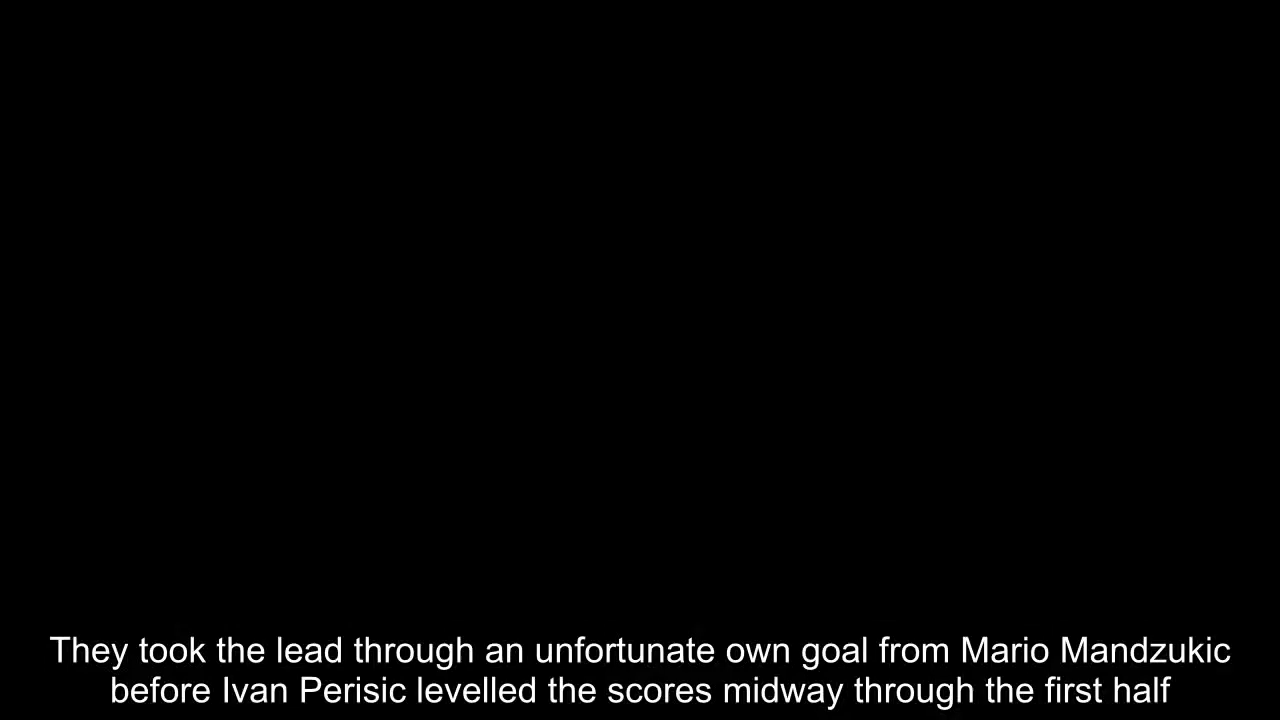 They took the lead through an unfortunate own goal from Mario Mandzukic
before Ivan Perisic levelled the scores midway through the first half